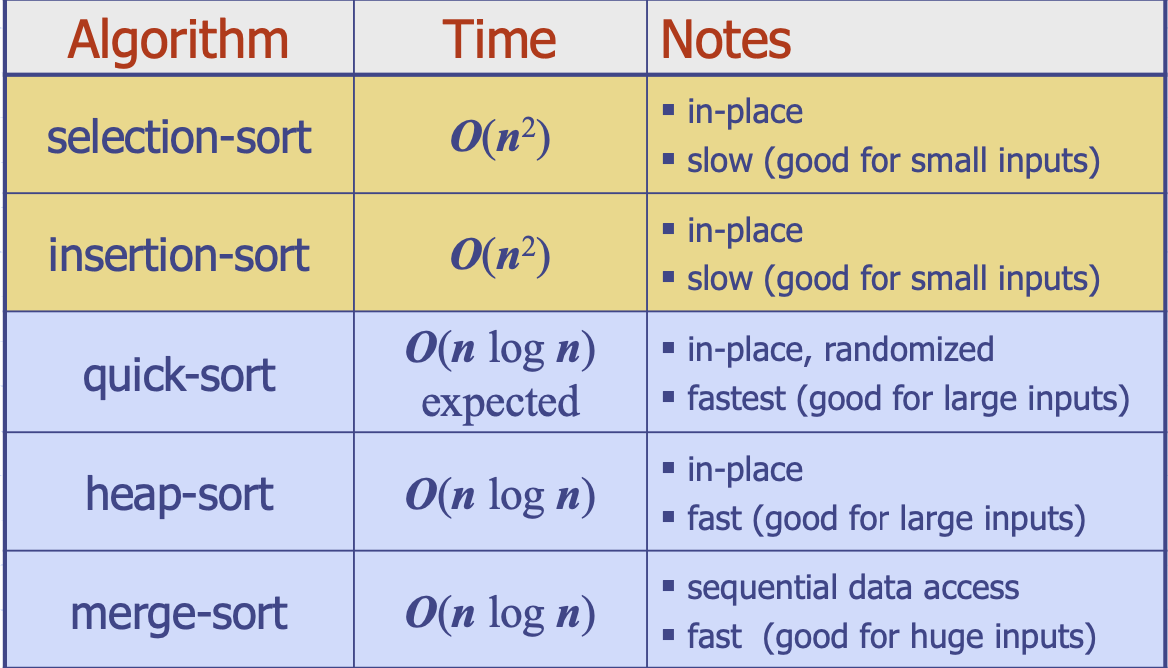 Algorithm Time Notes
selection-sort O(n²) ▪ in-place
▪ slow (good for small inputs)
insertion-sort O(n²) ▪ in-place
▪ slow (good for small inputs)
quick-sort O(n log n) expected ▪ in-place, randomized
▪ fastest (good for large inputs)
heap-sort O(n log n) ▪ in-place
▪ fast (good for large inputs)
merge-sort O(n log n) ▪ sequential data access
▪ fast (good for huge inputs)